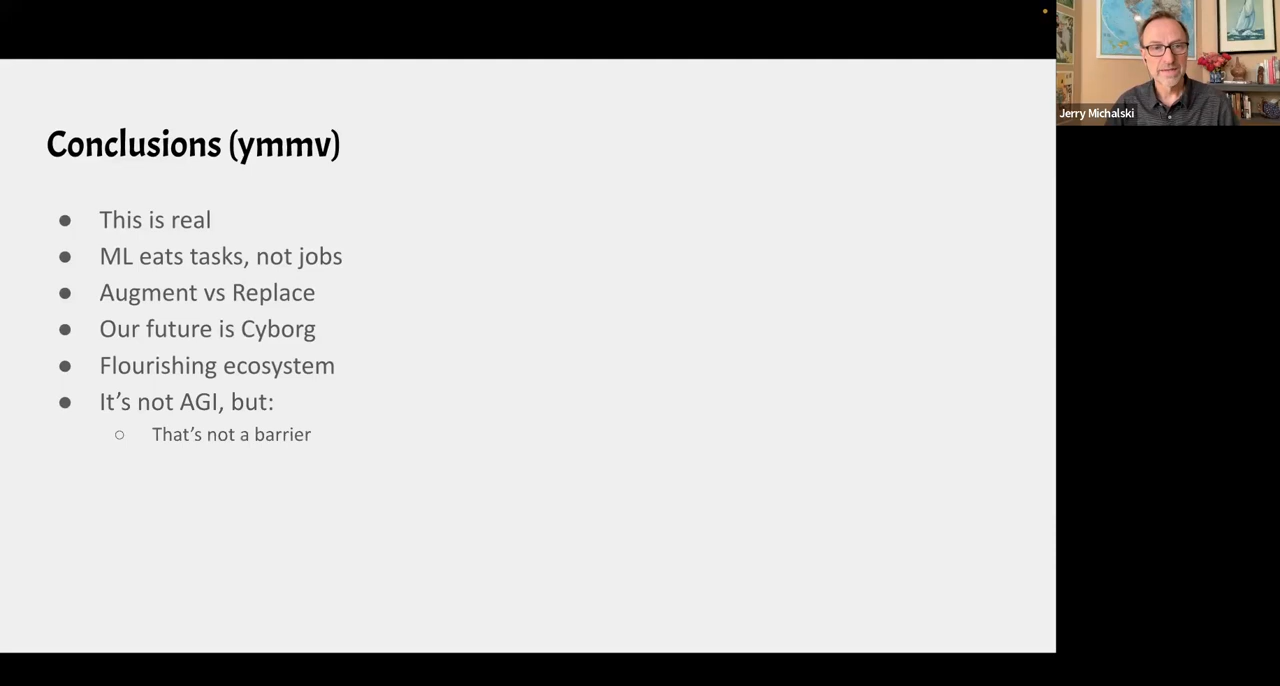 Conclusions (ymmv)
● This is real
● ML eats tasks, not jobs
● Augment vs Replace
● Our future is Cyborg
● Flourishing ecosystem
● It’s not AGI, but:
○ That’s not a barrier
Jerry Michalski